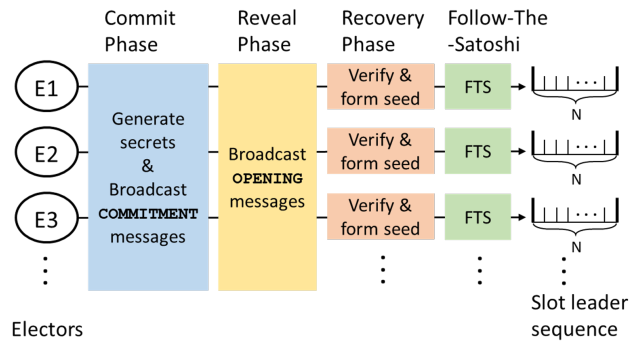 Commit
Phase
Reveal
Phase
Recovery
Phase
Follow-The
-Satoshi
E1
E2
E3
Generate
secrets
&
Broadcast
COMMITMENT
messages
Broadcast
OPENING
messages
Verify &
form seed
FTS
N
Verify &
form seed
FTS
N
Verify &
form seed
FTS
N
Electors
Slot leader
sequence